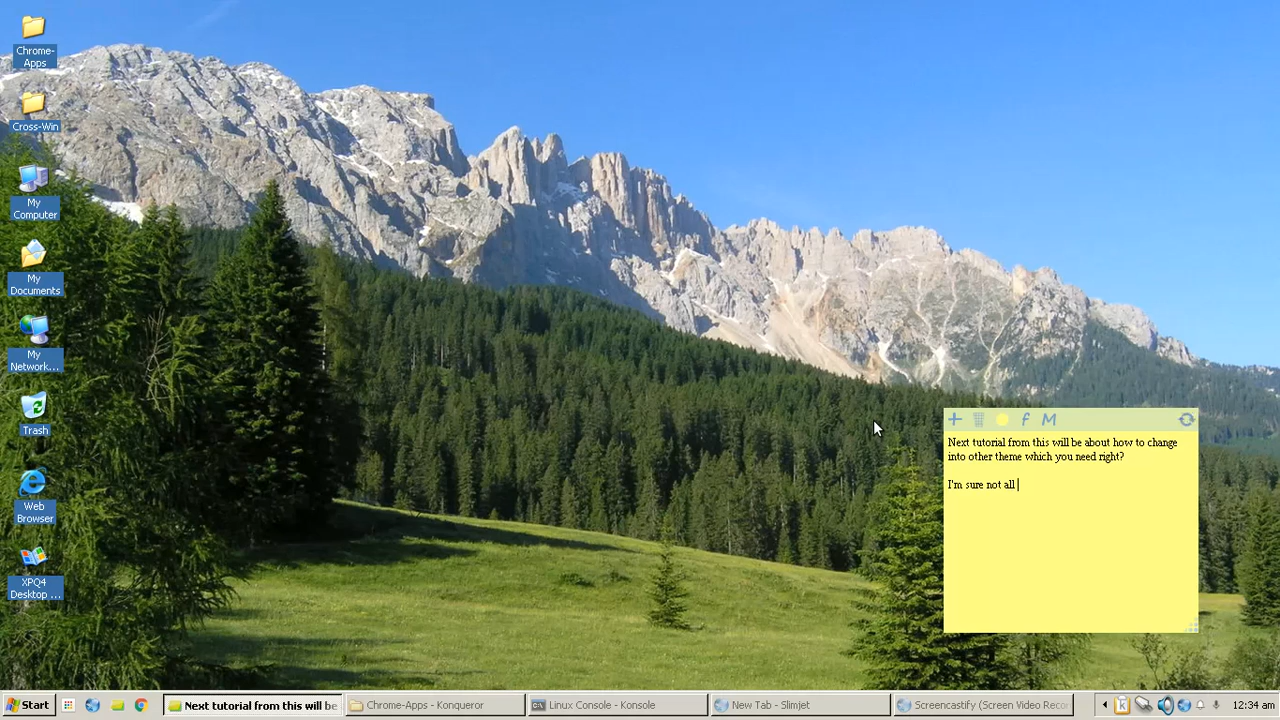 Chrome-
Apps
Cross-Win
My
Computer
My
Documents
My
Network...
Trash
Web
Browser
XPQ4
Desktop ...
f M
Next tutorial from this will be about how to change
into other theme which you need right?
I'm sure not all
Start
Next tutorial from this will be
Chrome-Apps - Konqueror
Linux Console - Konsole
New Tab - Slimjet
Screencastify (Screen Video Recor
k
12:34 am